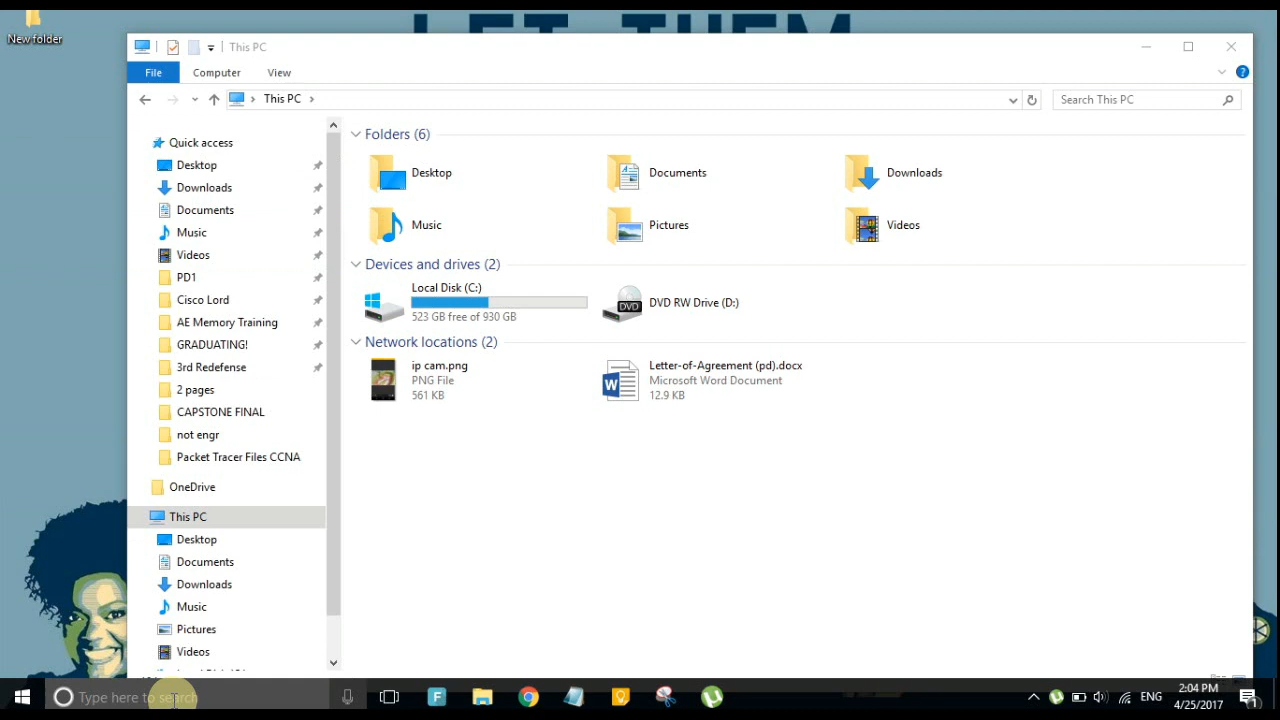 LET THEM
New folder
This PC
File
Computer
View
This PC
Search This PC
Quick access
Desktop
Downloads
Documents
Music
Videos
PD1
Cisco Lord
AE Memory Training
GRADUATING!
3rd Redefense
2 pages
CAPSTONE FINAL
not engr
Packet Tracer Files CCNA
OneDrive
This PC
Desktop
Documents
Downloads
Music
Pictures
Videos
Folders (6)
Desktop
Documents
Downloads
Music
Pictures
Videos
Devices and drives (2)
Local Disk (C:)
523 GB free of 930 GB
DVD
DVD RW Drive (D:)
Network locations (2)
ip cam.png
PNG File
561 KB
W
Letter-of-Agreement (pd).docx
Microsoft Word Document
12.9 KB
Type here to search
F
ENG
2:04 PM
4/25/2017
1